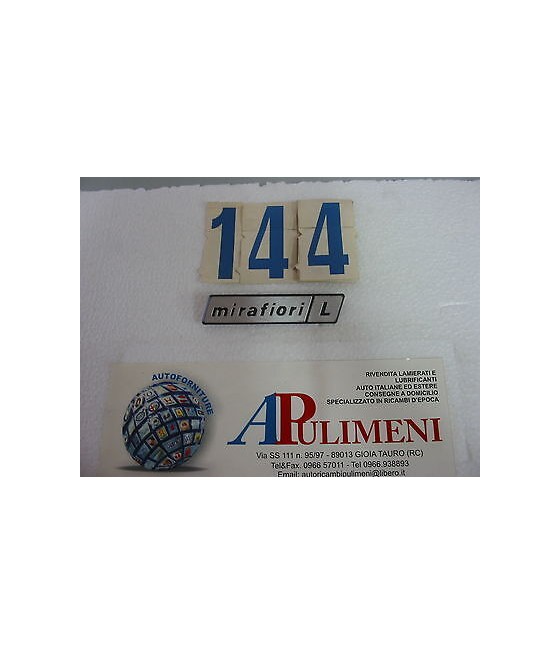 144
mirafiori L
AUTOFORNITURE
RIVENDITA LAMIERATI E
LUBRIFICANTI
AUTO ITALIANE ED ESTERE
CONSEGNE A DOMICILIO
SPECIALIZZATO IN RICAMBI D'EPOCA
APULIMENI
Via SS 111 n. 95/97 - 89013 GIOIA TAURO (RC)
Tel&Fax. 0966 57011 - Tel 0966.938893
Email: autoricambipulimeni@libero.it